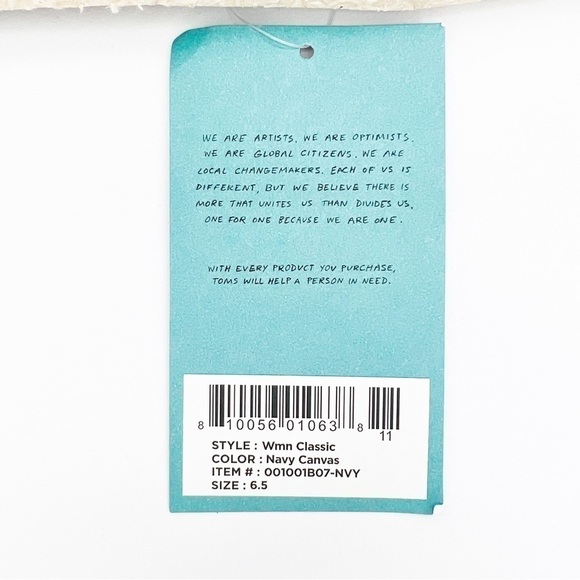 WE ARE ARTISTS. WE ARE OPTIMISTS.
WE ARE GLOBAL CITIZENS. WE ARE
LOCAL CHANGEMAKERS. EACH OF US IS
DIFFERENT, BUT WE BELIEVE THERE IS
MORE THAT UNITES US THAN DIVIDES US.
ONE FOR ONE BECAUSE WE ARE ONE.
WITH EVERY PRODUCT YOU PURCHASE,
TOMS WILL HELP A PERSON IN NEED.
8 10056 01063 8 11
STYLE : Wmn Classic
COLOR : Navy Canvas
ITEM # : 001001B07-NVY
SIZE : 6.5